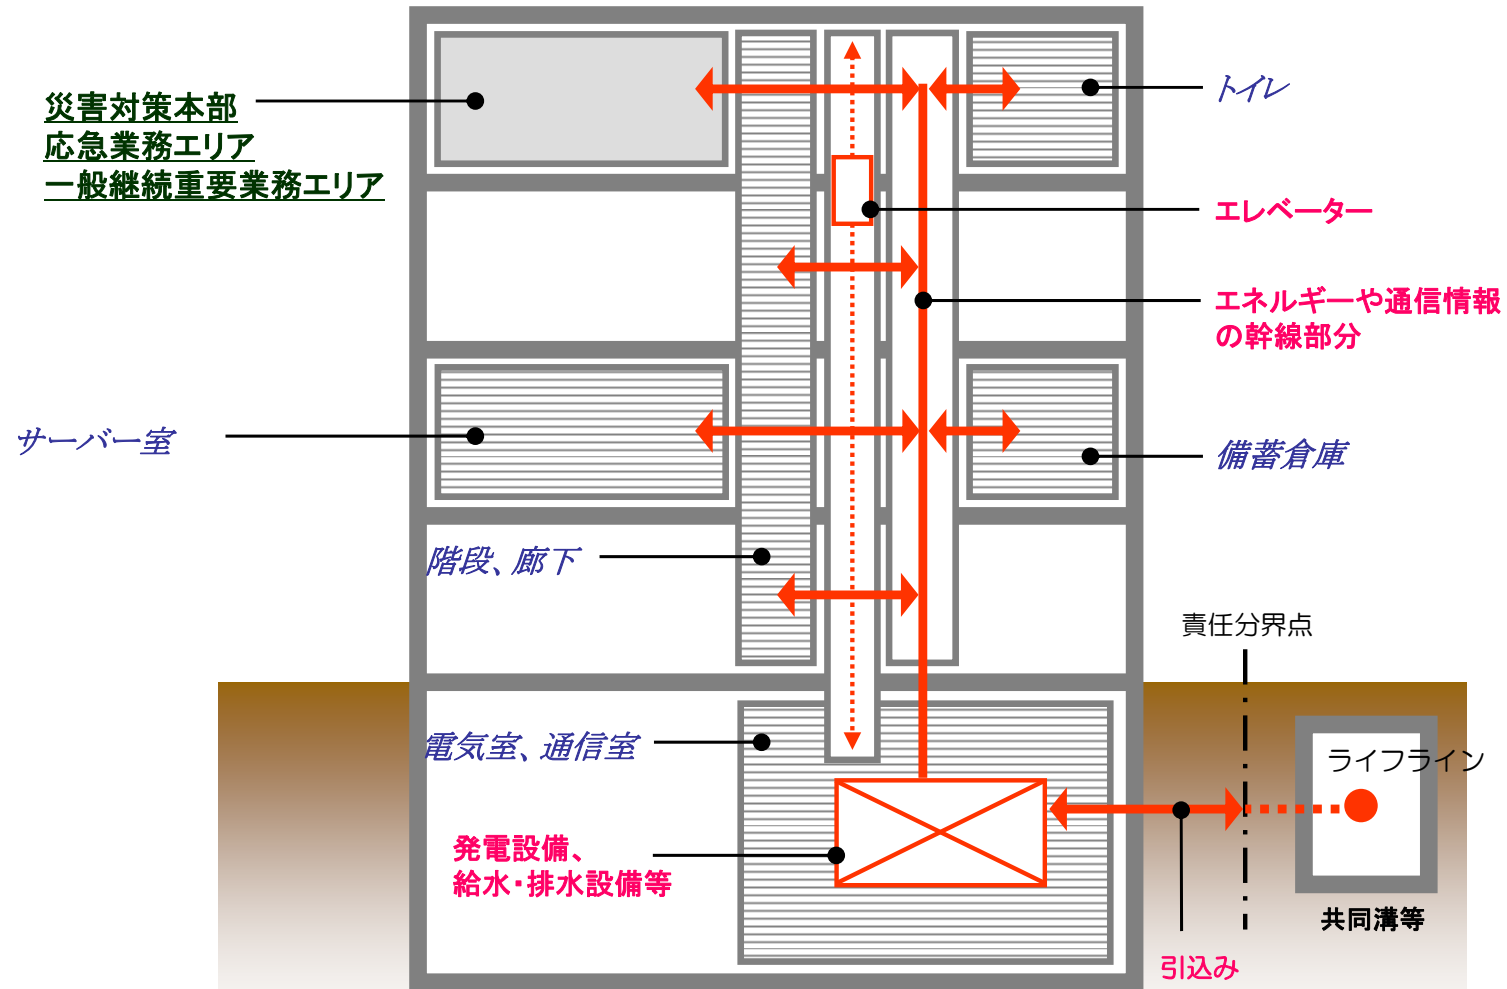 災害対策本部
応急業務エリア
一般継続重要業務エリア
トイレ
エレベーター
エネルギーや通信情報
の幹線部分
サーバー室
備蓄倉庫
階段、廊下
責任分界点
電気室、通信室
ライフライン
発電設備、
給水・排水設備等
共同溝等
引込み